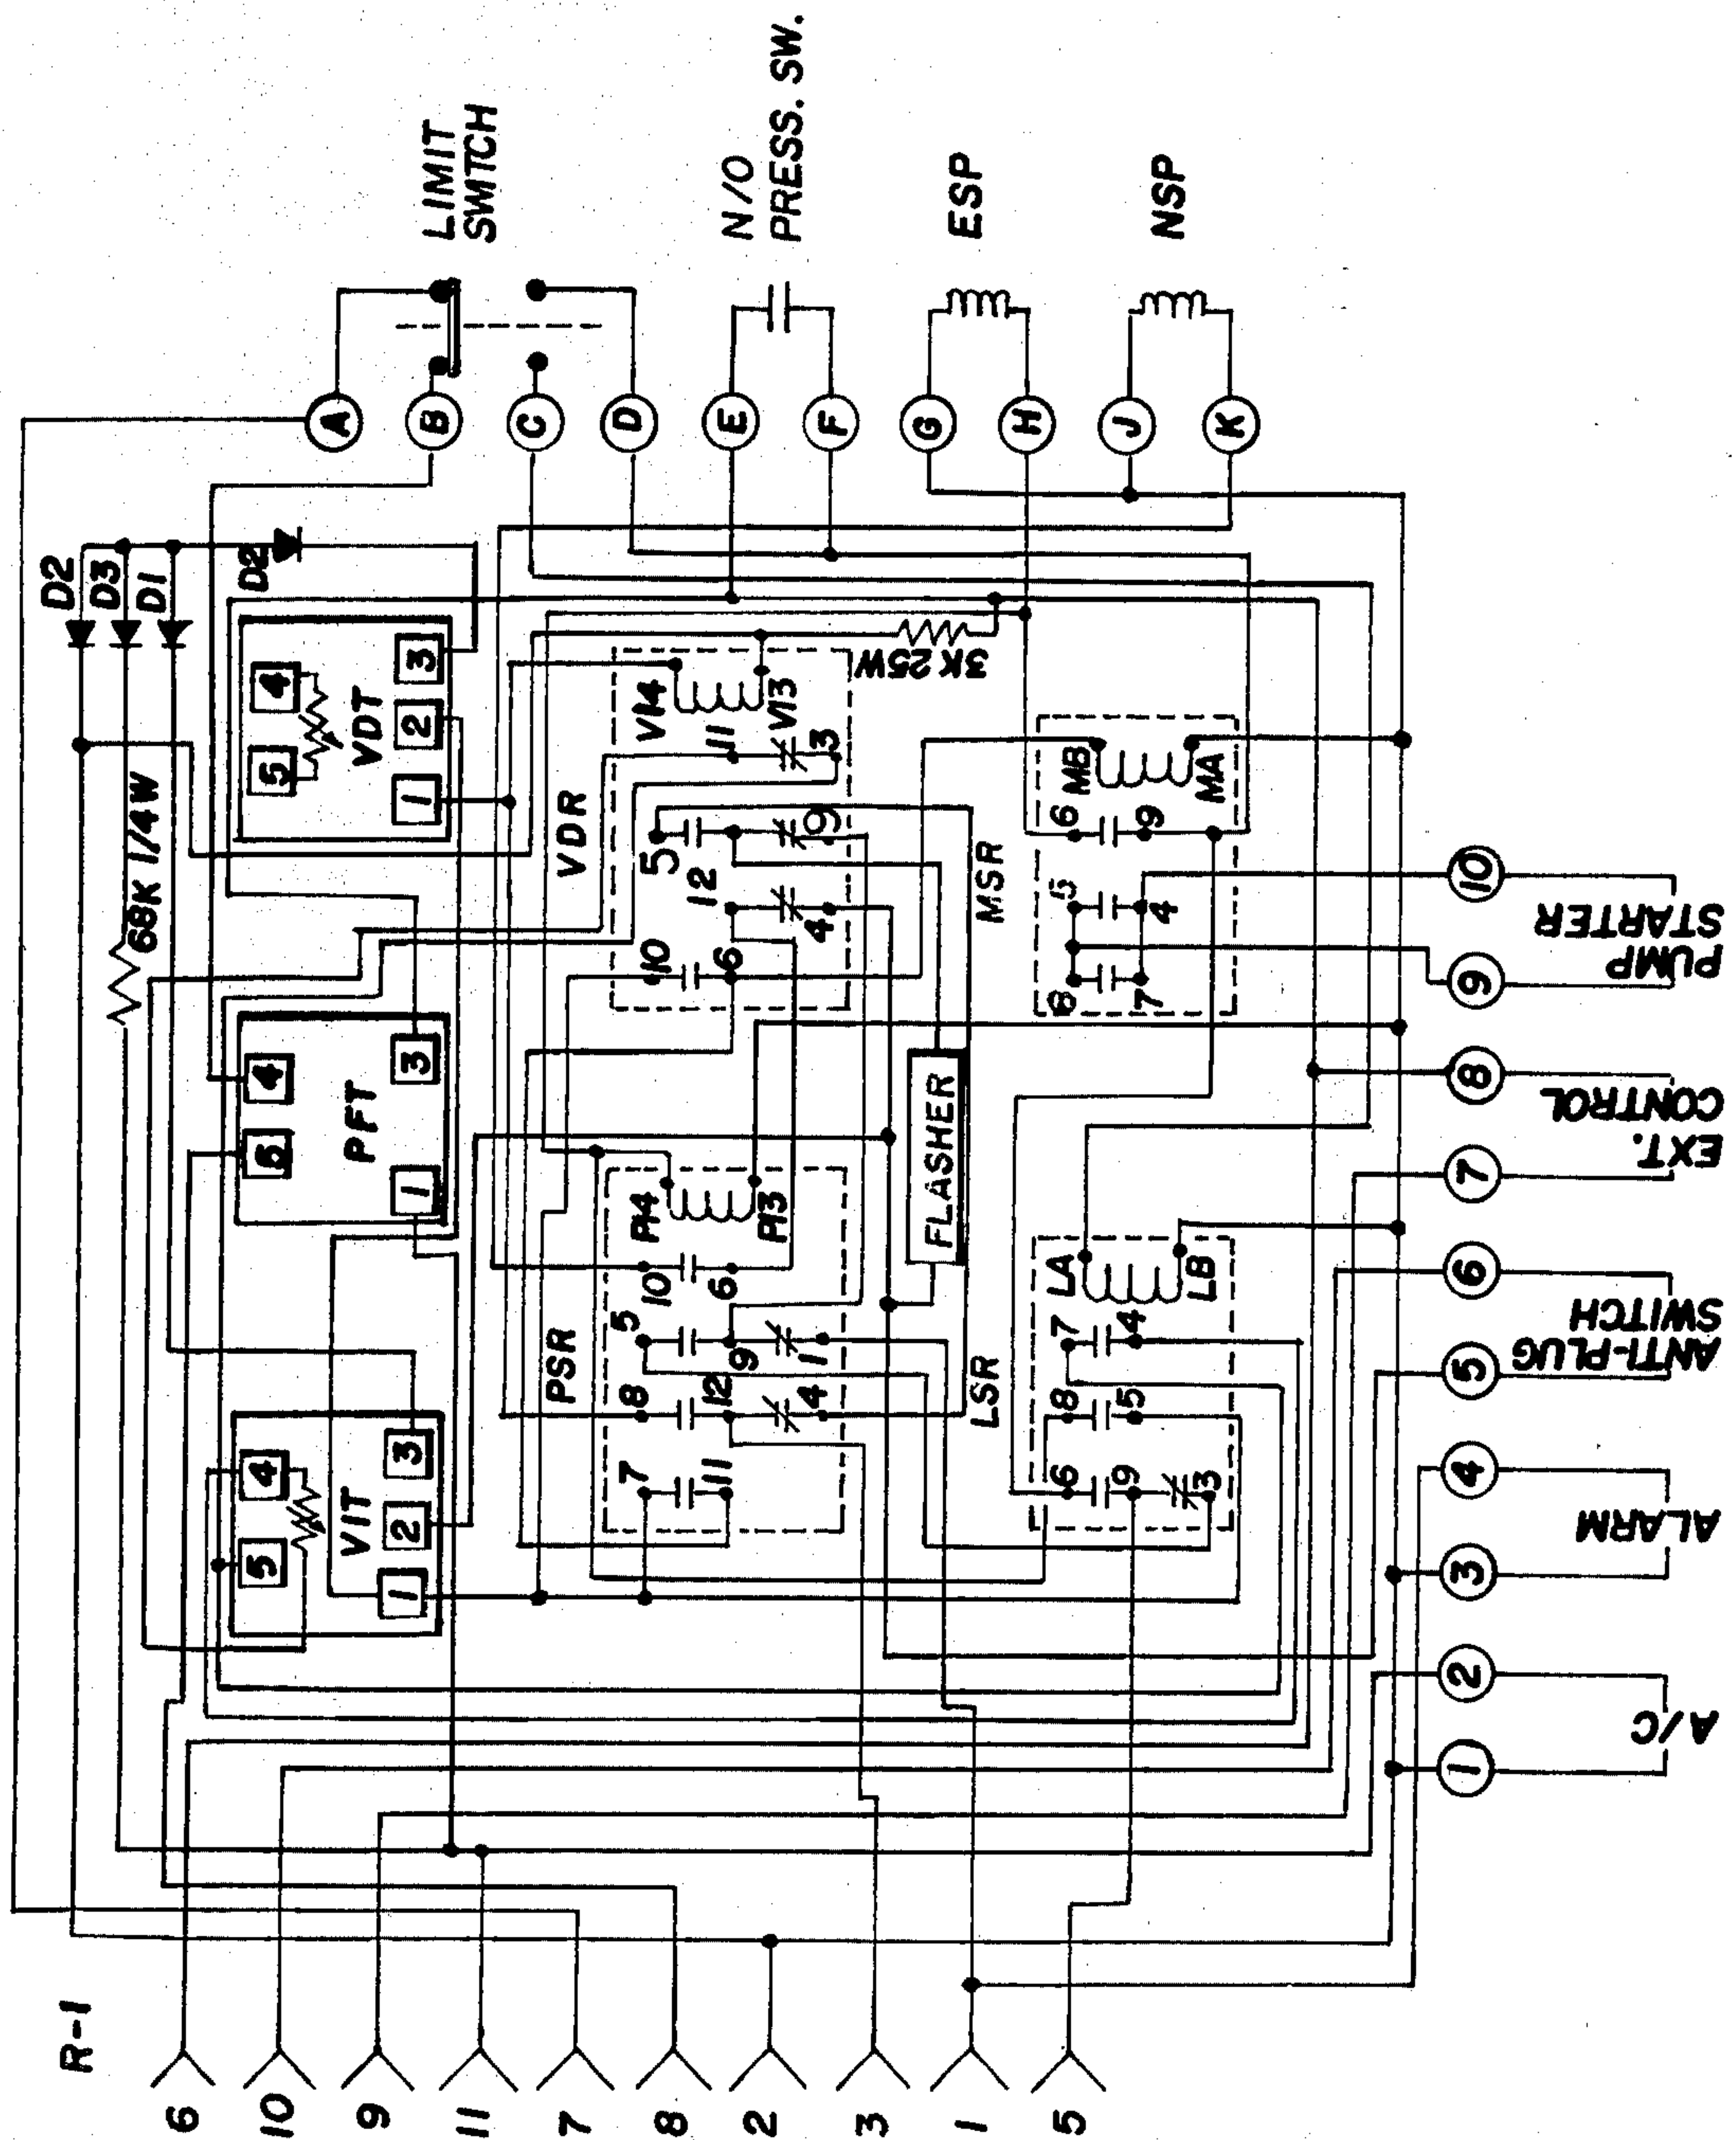 R-1
6
10
9
11
7
8
2
3
1
5
D2
D3
D1
D2
68K 1/4W
VIT
5
4
1
2
3
PFT
5
4
1
3
VDT
5
4
1
2
3
LIMIT
SWITCH
N/O
PRESS. SW.
ESP
NSP
A
B
C
D
E
F
G
H
J
K
PSR
7
11
8
12
4
5
9
1
10
6
P14
P13
VDR
10
6
12
4
5
9
11
3
V14
V13
3K 25W
FLASHER
LSR
6
9
3
8
5
7
4
LA
LB
MSR
8
7
5
4
6
9
MB
MA
1
2
3
4
5
6
7
8
9
10
A/C
ALARM
ANTI-PLUG
SWITCH
EXT.
CONTROL
PUMP
STARTER